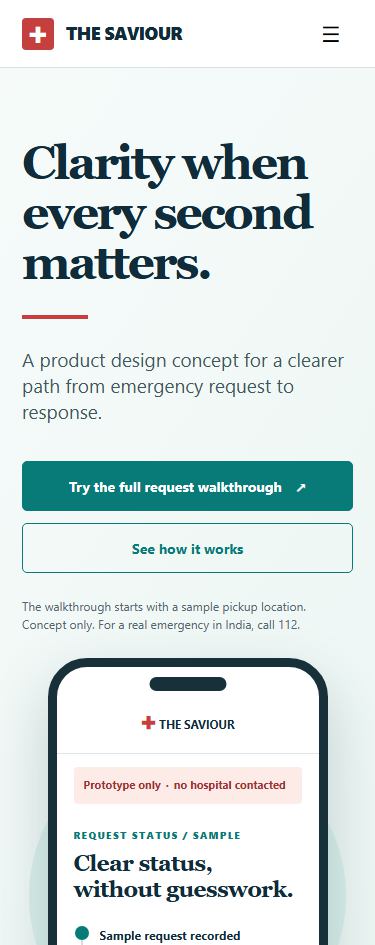 THE SAVIOUR
Clarity when
every second
matters.
A product design concept for a clearer
path from emergency request to
response.
Try the full request walkthrough ↗
See how it works
The walkthrough starts with a sample pickup location.
Concept only. For a real emergency in India, call 112.
THE SAVIOUR
Prototype only · no hospital contacted
REQUEST STATUS / SAMPLE
Clear status,
without guesswork.
Sample request recorded